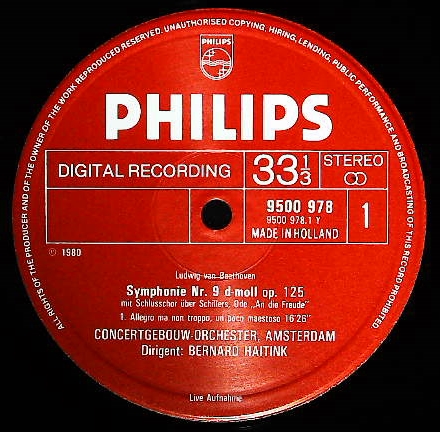 ALL RIGHTS OF THE PRODUCER AND OF THE OWNER OF THE WORK REPRODUCED RESERVED. UNAUTHORISED COPYING, HIRING, LENDING, PUBLIC PERFORMANCE AND BROADCASTING OF THIS RECORD PROHIBITED
PHILIPS
PHILIPS
DIGITAL RECORDING
33 1/3
STEREO
9500 978
9500 978.1 Y
MADE IN HOLLAND
1
℗ 1980
Ludwig van Beethoven
Symphonie Nr. 9 d-moll op. 125
mit Schlusschor über Schillers, Ode „An die Freude"
1. Allegro ma non troppo, un poco maestoso 16'26"
CONCERTGEBOUW-ORCHESTER, AMSTERDAM
Dirigent: BERNARD HAITINK
Live Aufnahme